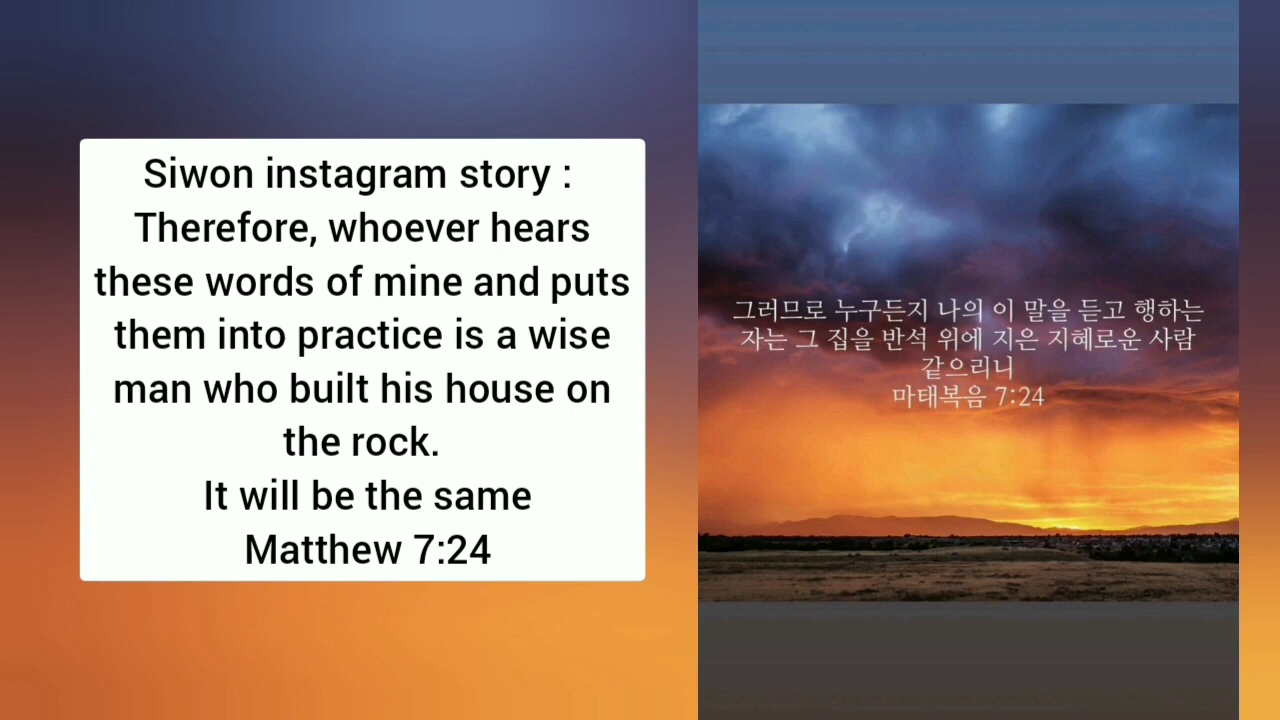 Siwon instagram story :
Therefore, whoever hears
these words of mine and puts
them into practice is a wise
man who built his house on
the rock.
It will be the same
Matthew 7:24
그러므로 누구든지 나의 이 말을 듣고 행하는
자는 그 집을 반석 위에 지은 지혜로운 사람
같으리니
마태복음 7:24